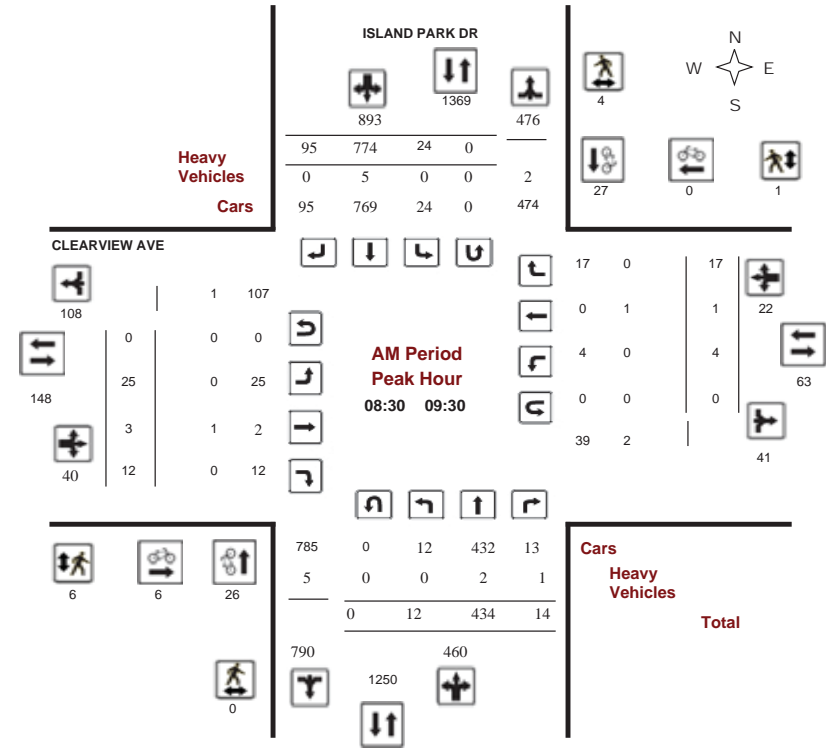 ISLAND PARK DR
N
W E
S
1369
4
893 476
95 774 24 0
Heavy Vehicles 0 5 0 0 2
Cars 95 769 24 0 474
27 0 1
CLEARVIEW AVE
108
1 107
0 0 0
25 0 25
3 1 2
12 0 12
148
40
AM Period
Peak Hour
08:30 09:30
17 0 17
0 1 1
4 0 4
0 0 0
39 2
22
63
41
6 6 26
0
785 0 12 432 13 Cars
5 0 0 2 1 Heavy Vehicles
0 12 434 14 Total
790 460
1250